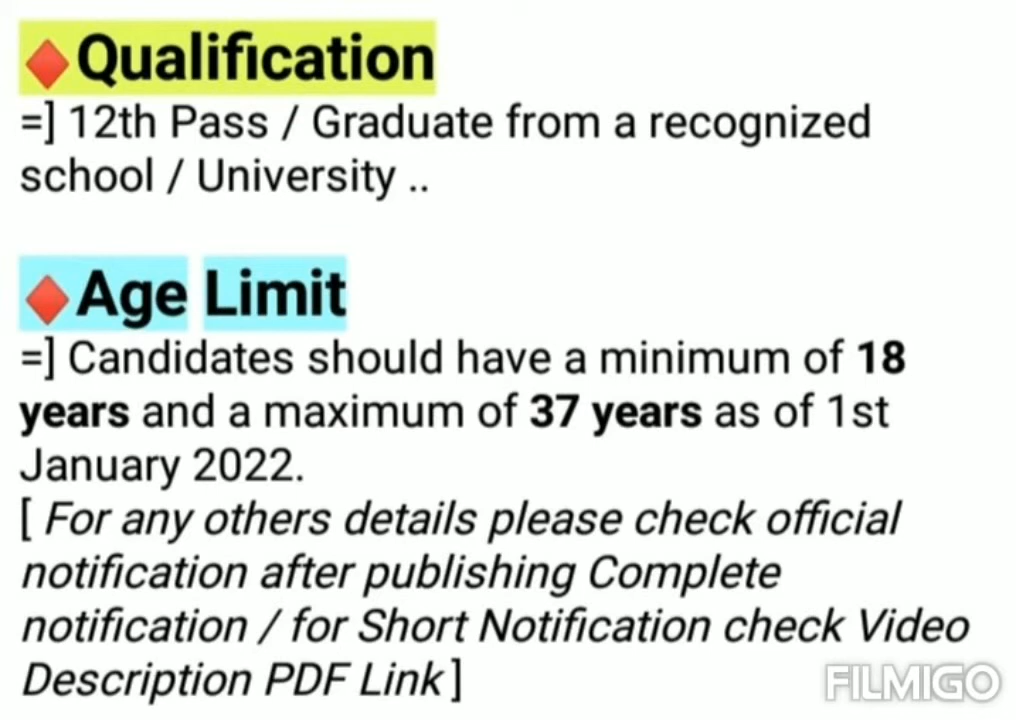 ♦Qualification
=] 12th Pass / Graduate from a recognized
school / University ..
♦Age Limit
=] Candidates should have a minimum of 18
years and a maximum of 37 years as of 1st
January 2022.
[ For any others details please check official
notification after publishing Complete
notification / for Short Notification check Video
Description PDF Link ]
FILMIGO